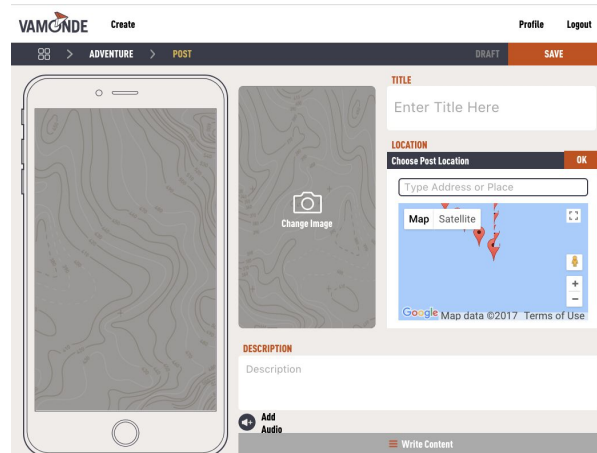 VAMONDE Create Profile Logout
> ADVENTURE > POST DRAFT SAVE
TITLE
Enter Title Here
LOCATION
Choose Post Location OK
Type Address or Place
Map Satellite
Change Image
+
−
Google Map data ©2017 Terms of Use
DESCRIPTION
Description
Add
Audio
Write Content